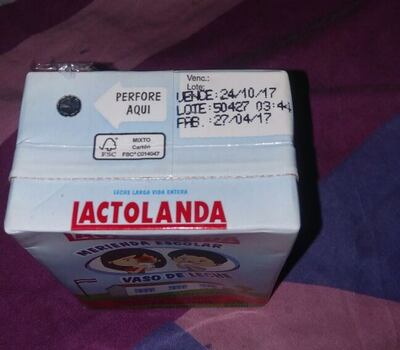 Venc.:
Lote:
VENCE: 24/10/17
LOTE: 50427 03:44
FAB.: 27/04/17
PERFORE
AQUI
FSC
MIXTO
Cartón
FSC® C014047
LECHE LARGA VIDA ENTERA
LACTOLANDA
MERIENDA ESCOLAR
VASO DE LECHE